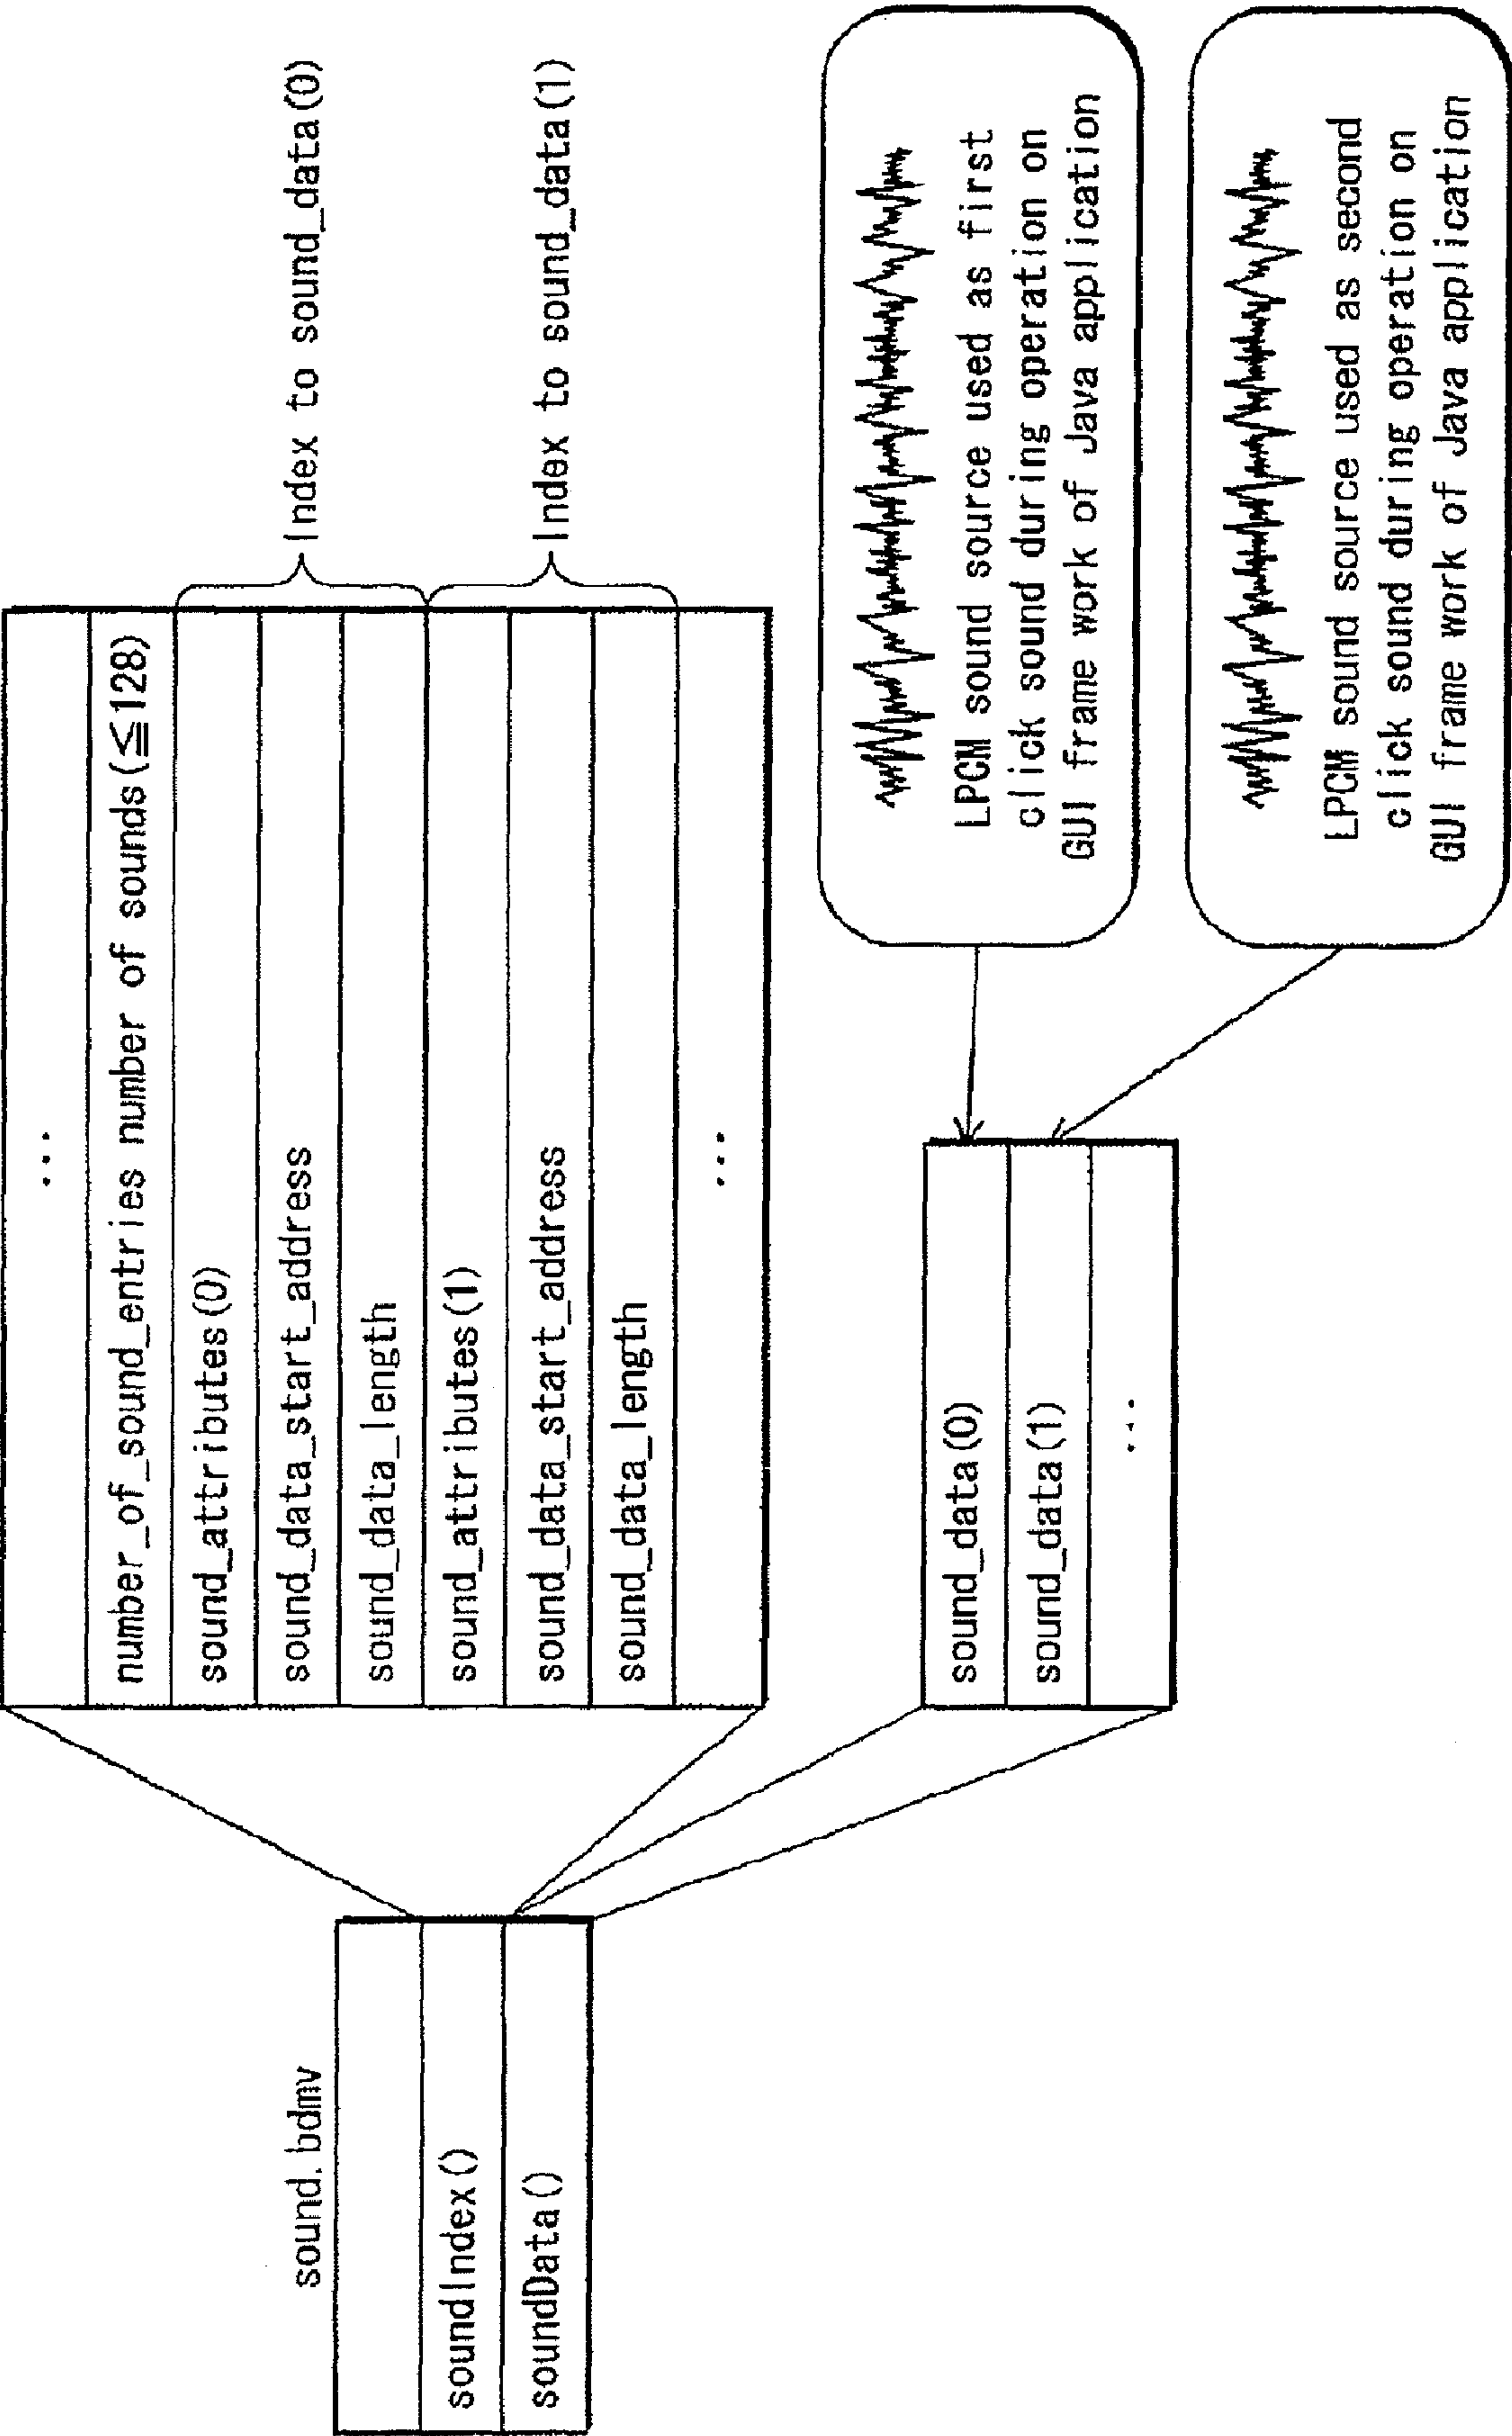 sound.bdmv
soundIndex()
soundData()
...
number_of_sound_entries number of sounds(≦128)
sound_attributes(0)
sound_data_start_address
sound_data_length
sound_attributes(1)
sound_data_start_address
sound_data_length
...
Index to sound_data(0)
Index to sound_data(1)
sound_data(0)
sound_data(1)
...
LPCM sound source used as first
click sound during operation on
GUI frame work of Java application
LPCM sound source used as second
click sound during operation on
GUI frame work of Java application